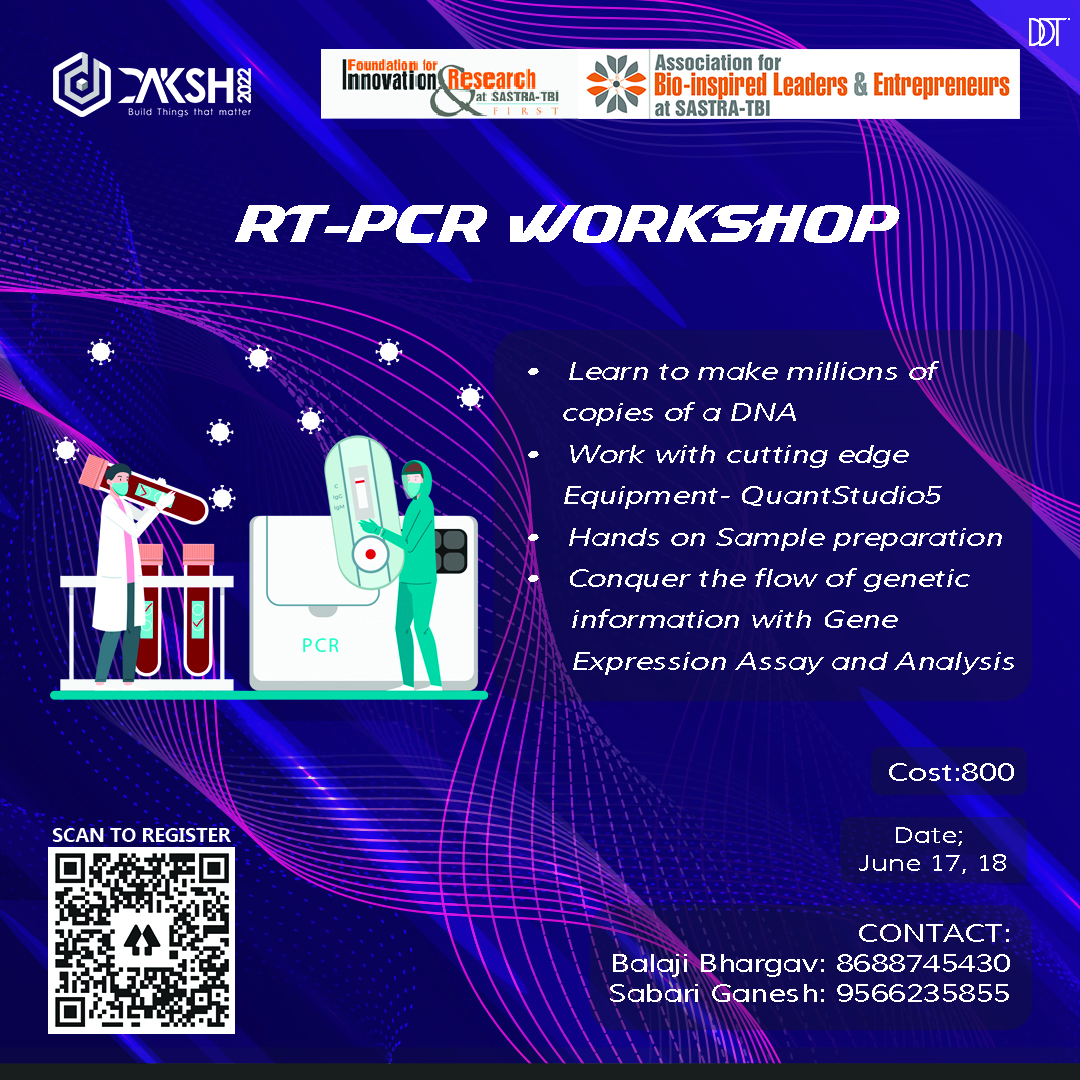 DDT
DAKSH 2022
Build Things that matter
Foundation for
Innovation & Research
at SASTRA-TBI
FIRST
Association for
Bio-inspired Leaders & Entrepreneurs
at SASTRA-TBI
RT-PCR WORKSHOP
• Learn to make millions of
copies of a DNA
• Work with cutting edge
Equipment- QuantStudio5
• Hands on Sample preparation
• Conquer the flow of genetic
information with Gene
Expression Assay and Analysis
C
IgG
IgM
PCR
Cost:800
Date;
June 17, 18
SCAN TO REGISTER
CONTACT:
Balaji Bhargav: 8688745430
Sabari Ganesh: 9566235855